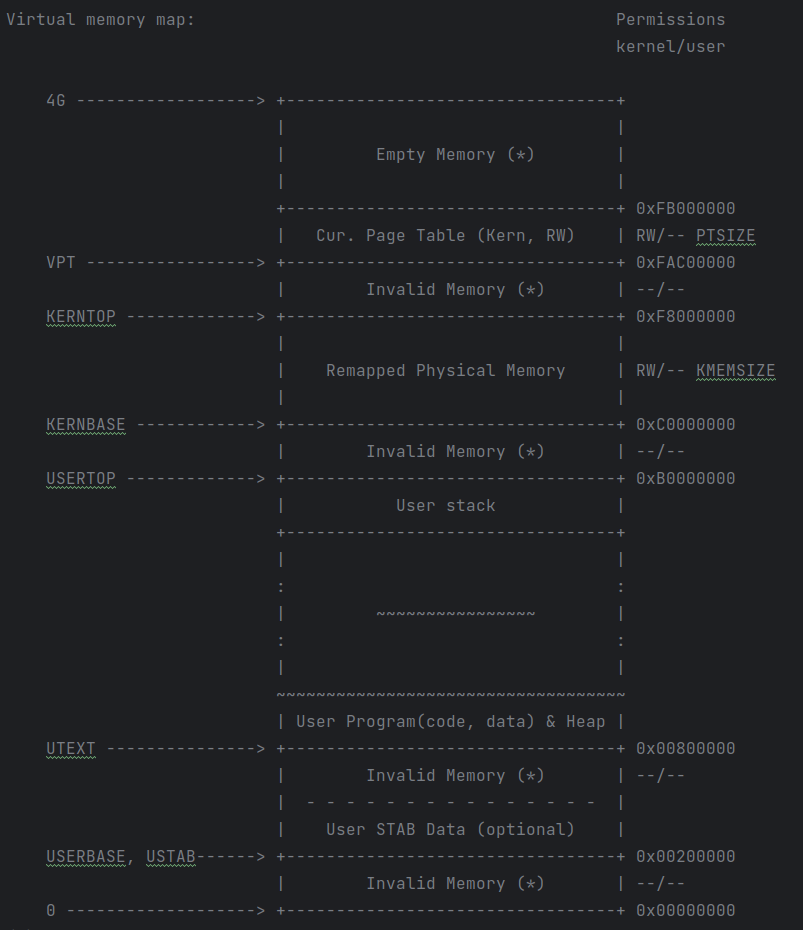 Virtual memory map:                                          Permissions
                                                             kernel/user

    4G ------------------> +---------------------------------+
                           |                                 |
                           |         Empty Memory (*)        |
                           |                                 |
                           +---------------------------------+ 0xFB000000
                           |   Cur. Page Table (Kern, RW)    | RW/-- PTSIZE
    VPT -----------------> +---------------------------------+ 0xFAC00000
                           |        Invalid Memory (*)       | --/--
    KERNTOP -------------> +---------------------------------+ 0xF8000000
                           |                                 |
                           |    Remapped Physical Memory     | RW/-- KMEMSIZE
                           |                                 |
    KERNBASE ------------> +---------------------------------+ 0xC0000000
                           |        Invalid Memory (*)       | --/--
    USERTOP -------------> +---------------------------------+ 0xB0000000
                           |           User stack            |
                           +---------------------------------+
                           |                                 |
                           :                                 :
                           |         ~~~~~~~~~~~~~~~~        |
                           :                                 :
                           |                                 |
                           ~~~~~~~~~~~~~~~~~~~~~~~~~~~~~~~~~~~
                           | User Program(code, data) & Heap |
    UTEXT ---------------> +---------------------------------+ 0x00800000
                           |        Invalid Memory (*)       | --/--
                           |  - - - - - - - - - - - - - - -  |
                           |    User STAB Data (optional)    |
    USERBASE, USTAB------> +---------------------------------+ 0x00200000
                           |        Invalid Memory (*)       | --/--
    0 -------------------> +---------------------------------+ 0x00000000